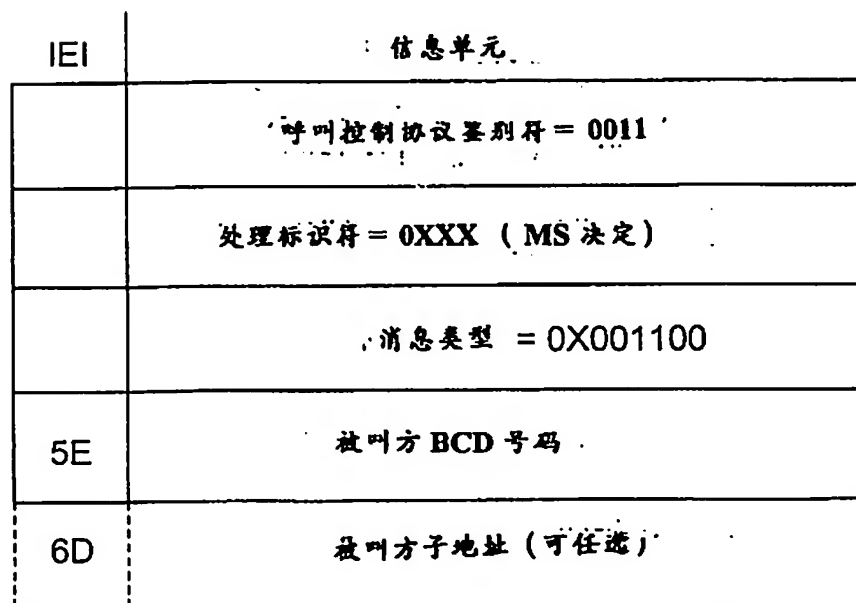 IEI 信息单元
呼叫控制协议鉴别符 = 0011
处理标识符 = 0XXX （MS 决定）
消息类型 = 0X001100
5E 被叫方 BCD 号码
6D 被叫方子地址（可任选）